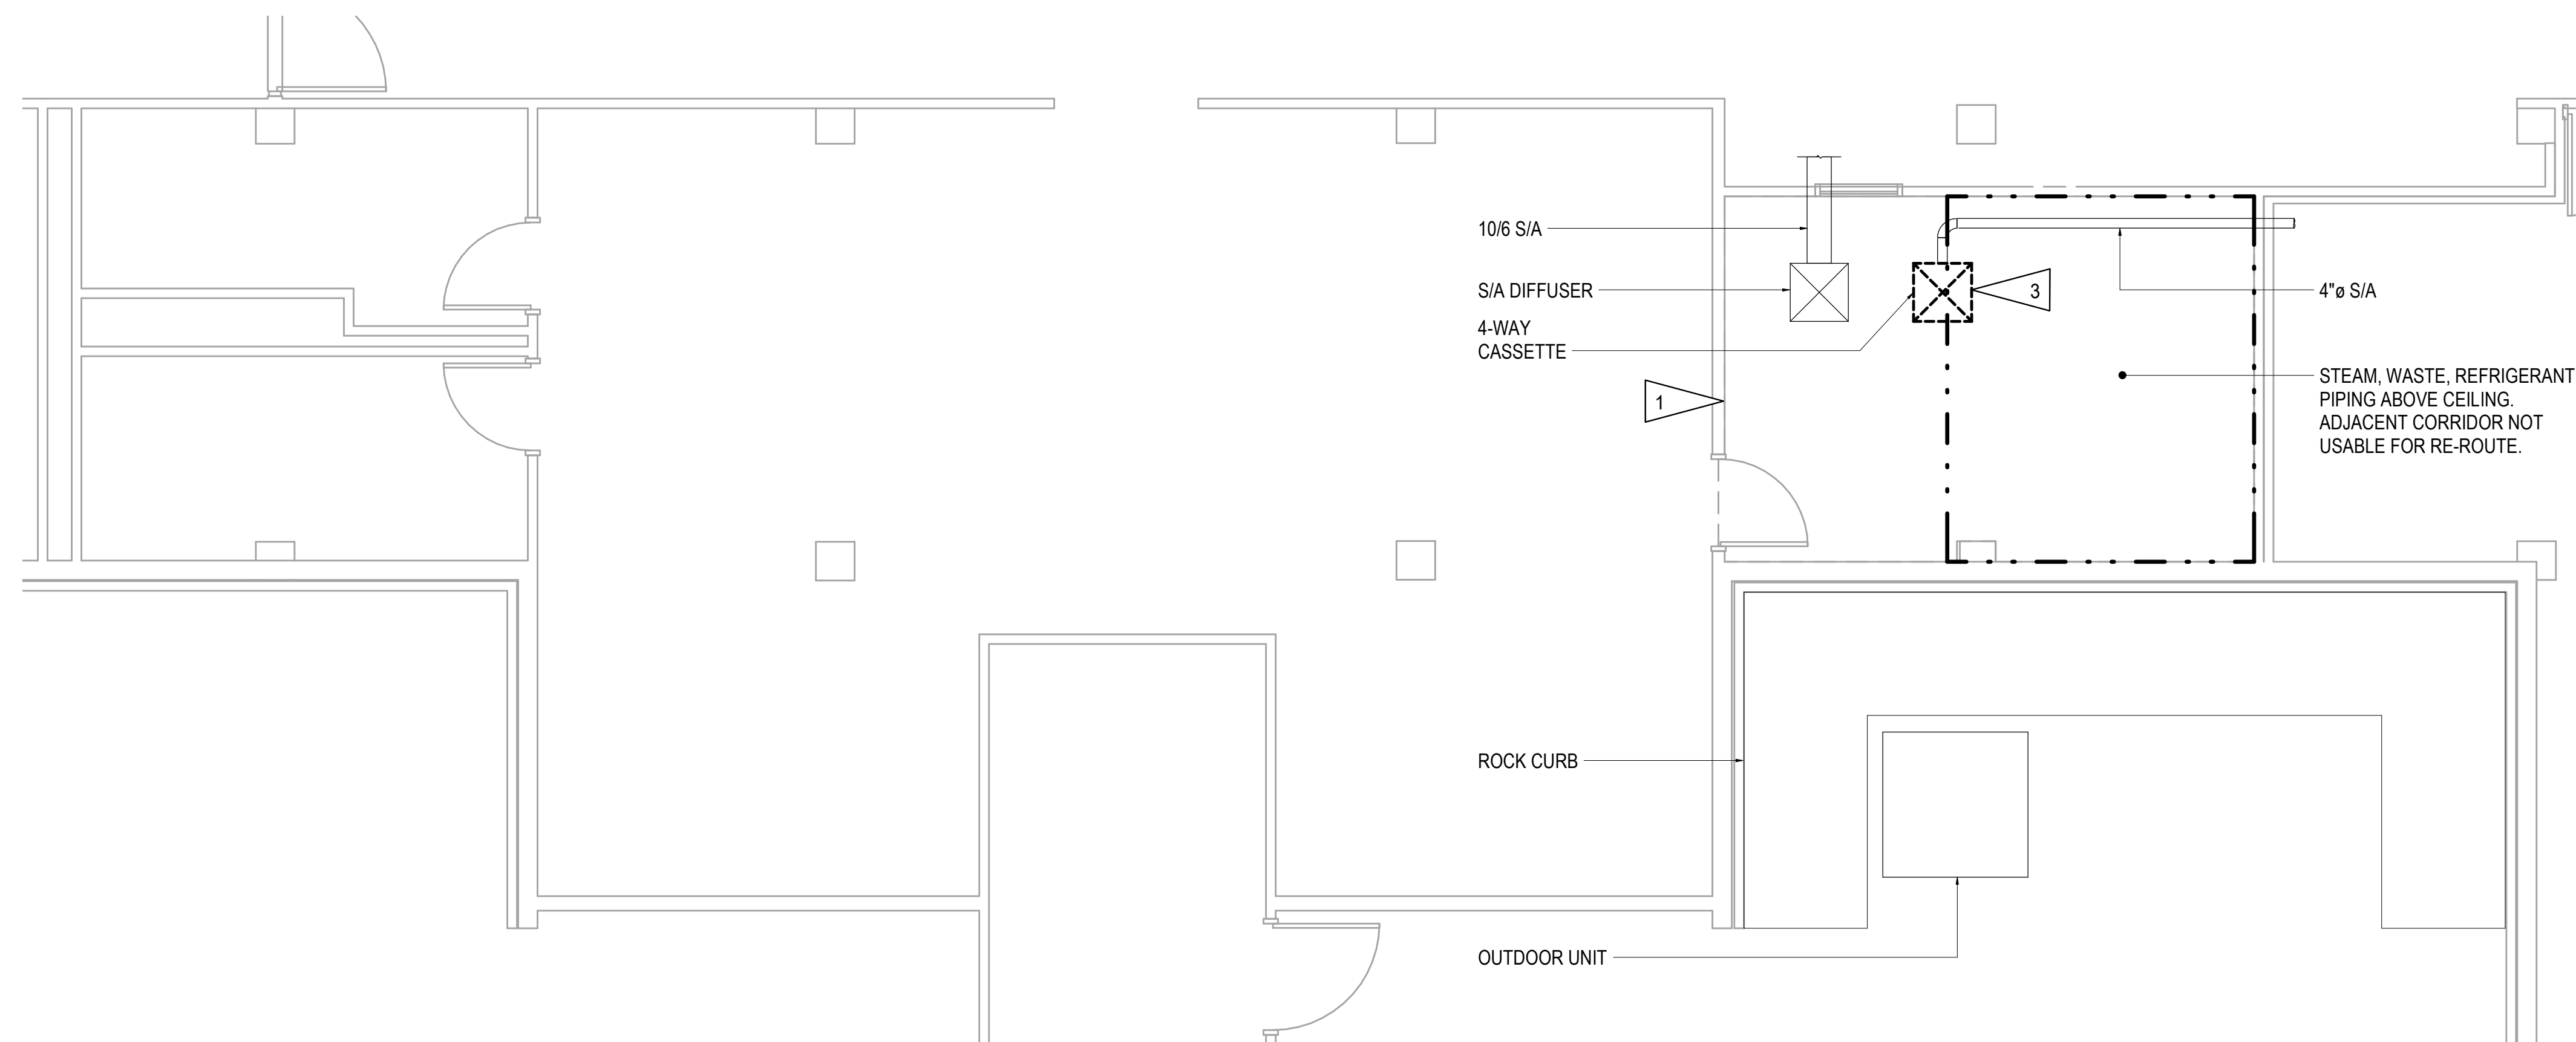 10/6 S/A
S/A DIFFUSER
4-WAY
CASSETTE
3
4"ø S/A
1
STEAM, WASTE, REFRIGERANT
PIPING ABOVE CEILING.
ADJACENT CORRIDOR NOT
USABLE FOR RE-ROUTE.
ROCK CURB
OUTDOOR UNIT